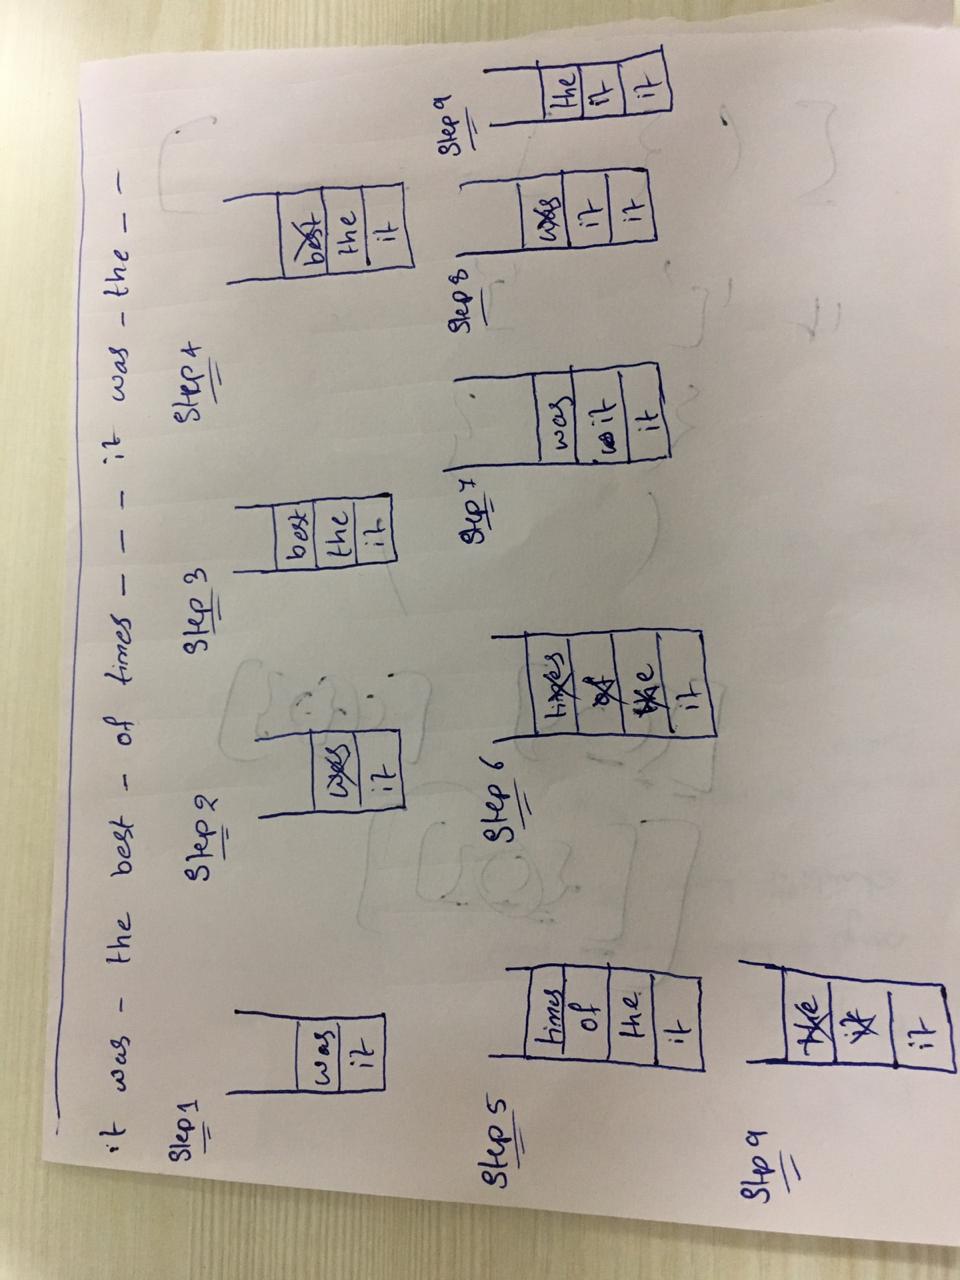 it was - the best - of times - - - it was - the - -
Step 1
was
it
Step 2
was
it
Step 3
best
the
it
Step 4
best
the
it
Step 5
times
of
the
it
Step 6
times
of
the
it
Step 7
was
it
it
Step 8
was
it
it
Step 9
the
it
it
Step 9
the
it
it